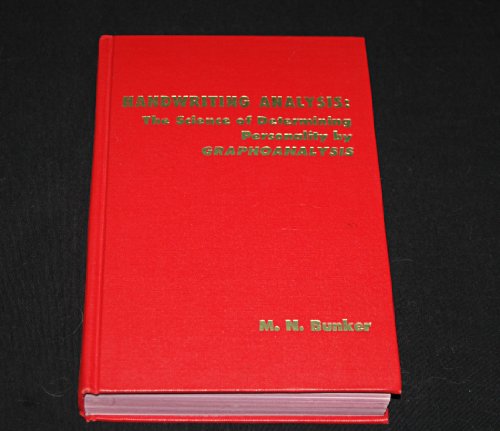 HANDWRITING ANALYSIS:
The Science of Determining
Personality by
GRAPHOANALYSIS
M. N. Bunker